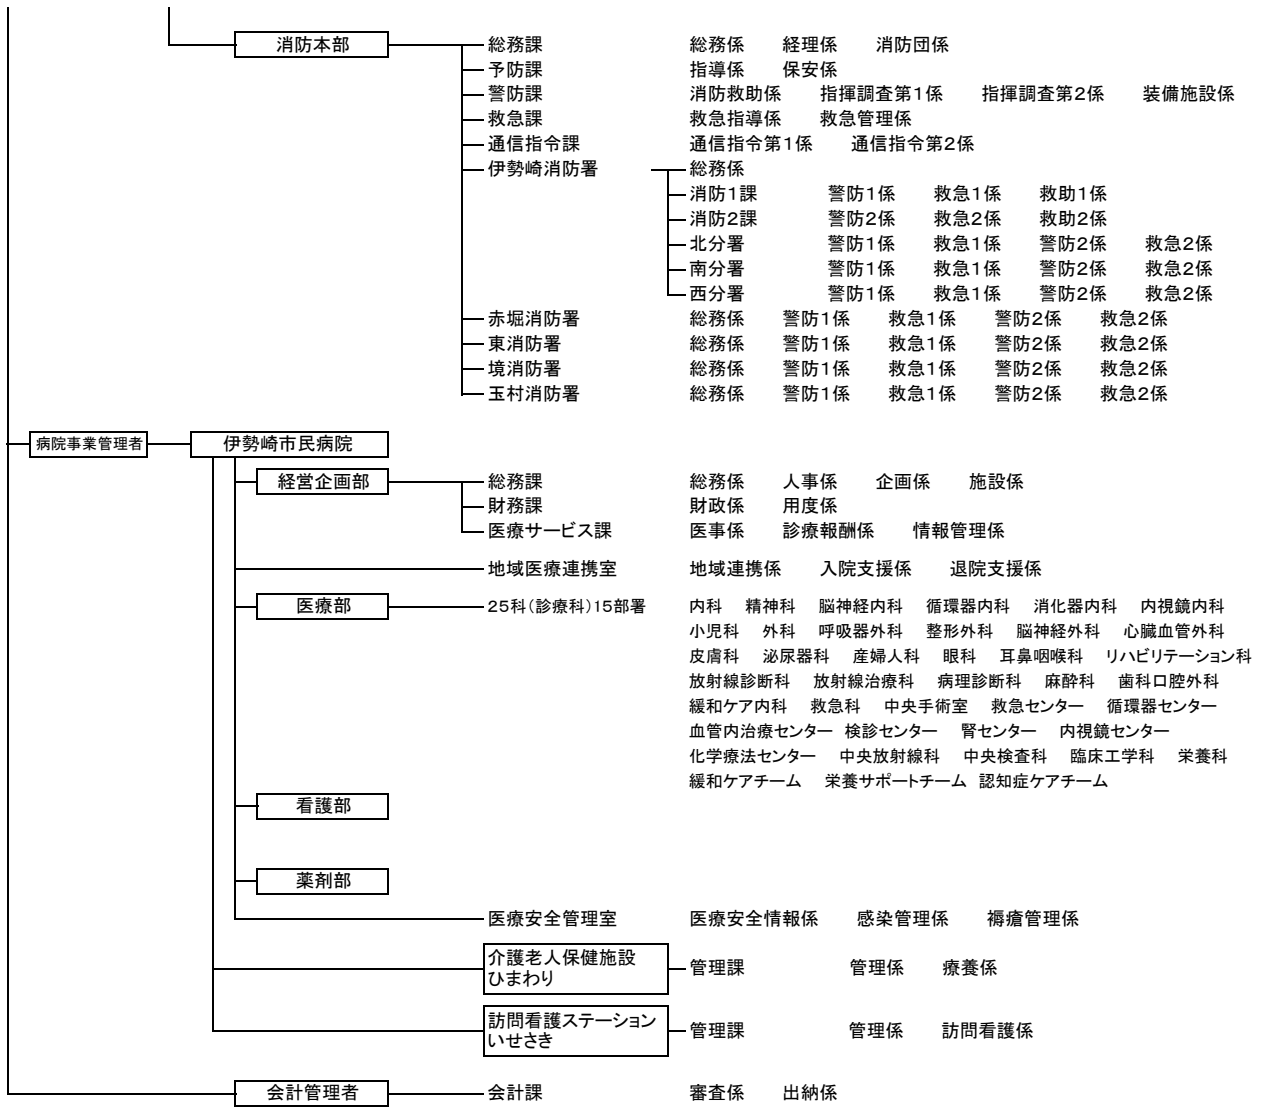 消防本部 総務課 総務係 経理係 消防団係
予防課 指導係 保安係
警防課 消防救助係 指揮調査第1係 指揮調査第2係 装備施設係
救急課 救急指導係 救急管理係
通信指令課 通信指令第1係 通信指令第2係
伊勢崎消防署 総務係
消防1課 警防1係 救急1係 救助1係
消防2課 警防2係 救急2係 救助2係
北分署 警防1係 救急1係 警防2係 救急2係
南分署 警防1係 救急1係 警防2係 救急2係
西分署 警防1係 救急1係 警防2係 救急2係
赤堀消防署 総務係 警防1係 救急1係 警防2係 救急2係
東消防署 総務係 警防1係 救急1係 警防2係 救急2係
境消防署 総務係 警防1係 救急1係 警防2係 救急2係
玉村消防署 総務係 警防1係 救急1係 警防2係 救急2係
病院事業管理者 伊勢崎市民病院
経営企画部 総務課 総務係 人事係 企画係 施設係
財務課 財政係 用度係
医療サービス課 医事係 診療報酬係 情報管理係
地域医療連携室 地域連携係 入院支援係 退院支援係
医療部 25科(診療科)15部署 内科 精神科 脳神経内科 循環器内科 消化器内科 内視鏡内科
小児科 外科 呼吸器外科 整形外科 脳神経外科 心臓血管外科
皮膚科 泌尿器科 産婦人科 眼科 耳鼻咽喉科 リハビリテーション科
放射線診断科 放射線治療科 病理診断科 麻酔科 歯科口腔外科
緩和ケア内科 救急科 中央手術室 救急センター 循環器センター
血管内治療センター 検診センター 腎センター 内視鏡センター
化学療法センター 中央放射線科 中央検査科 臨床工学科 栄養科
緩和ケアチーム 栄養サポートチーム 認知症ケアチーム
看護部
薬剤部
医療安全管理室 医療安全情報係 感染管理係 褥瘡管理係
介護老人保健施設
ひまわり 管理課 管理係 療養係
訪問看護ステーション
いせさき 管理課 管理係 訪問看護係
会計管理者 会計課 審査係 出納係